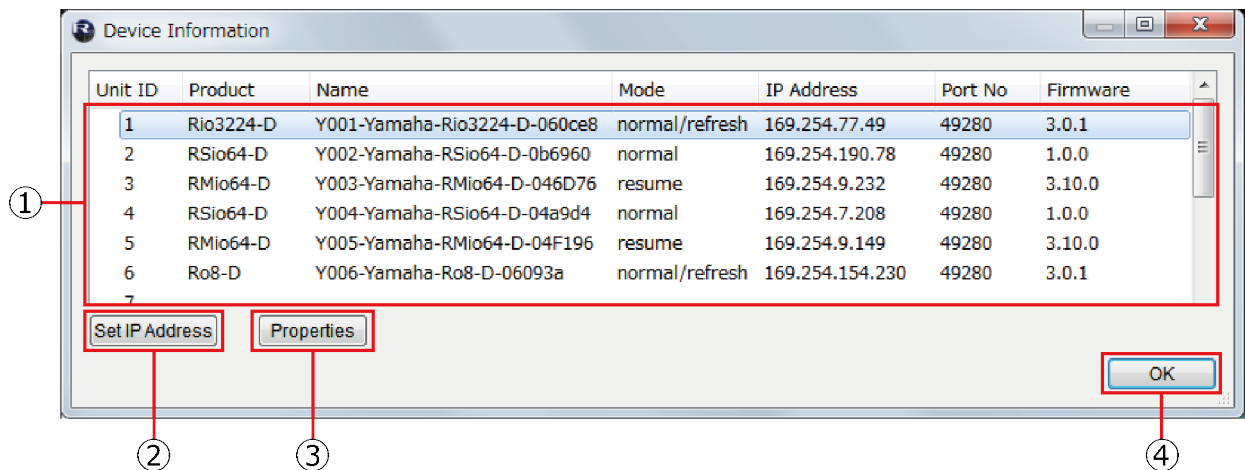 Device Information
Unit ID Product Name Mode IP Address Port No Firmware
1 Rio3224-D Y001-Yamaha-Rio3224-D-060ce8 normal/refresh 169.254.77.49 49280 3.0.1
2 RSio64-D Y002-Yamaha-RSio64-D-0b6960 normal 169.254.190.78 49280 1.0.0
3 RMio64-D Y003-Yamaha-RMio64-D-046D76 resume 169.254.9.232 49280 3.10.0
① 
4 RSio64-D Y004-Yamaha-RSio64-D-04a9d4 normal 169.254.7.208 49280 1.0.0
5 RMio64-D Y005-Yamaha-RMio64-D-04F196 resume 169.254.9.149 49280 3.10.0
6 Ro8-D Y006-Yamaha-Ro8-D-06093a normal/refresh 169.254.154.230 49280 3.0.1
7
Set IP Address Properties
OK
② ③ ④